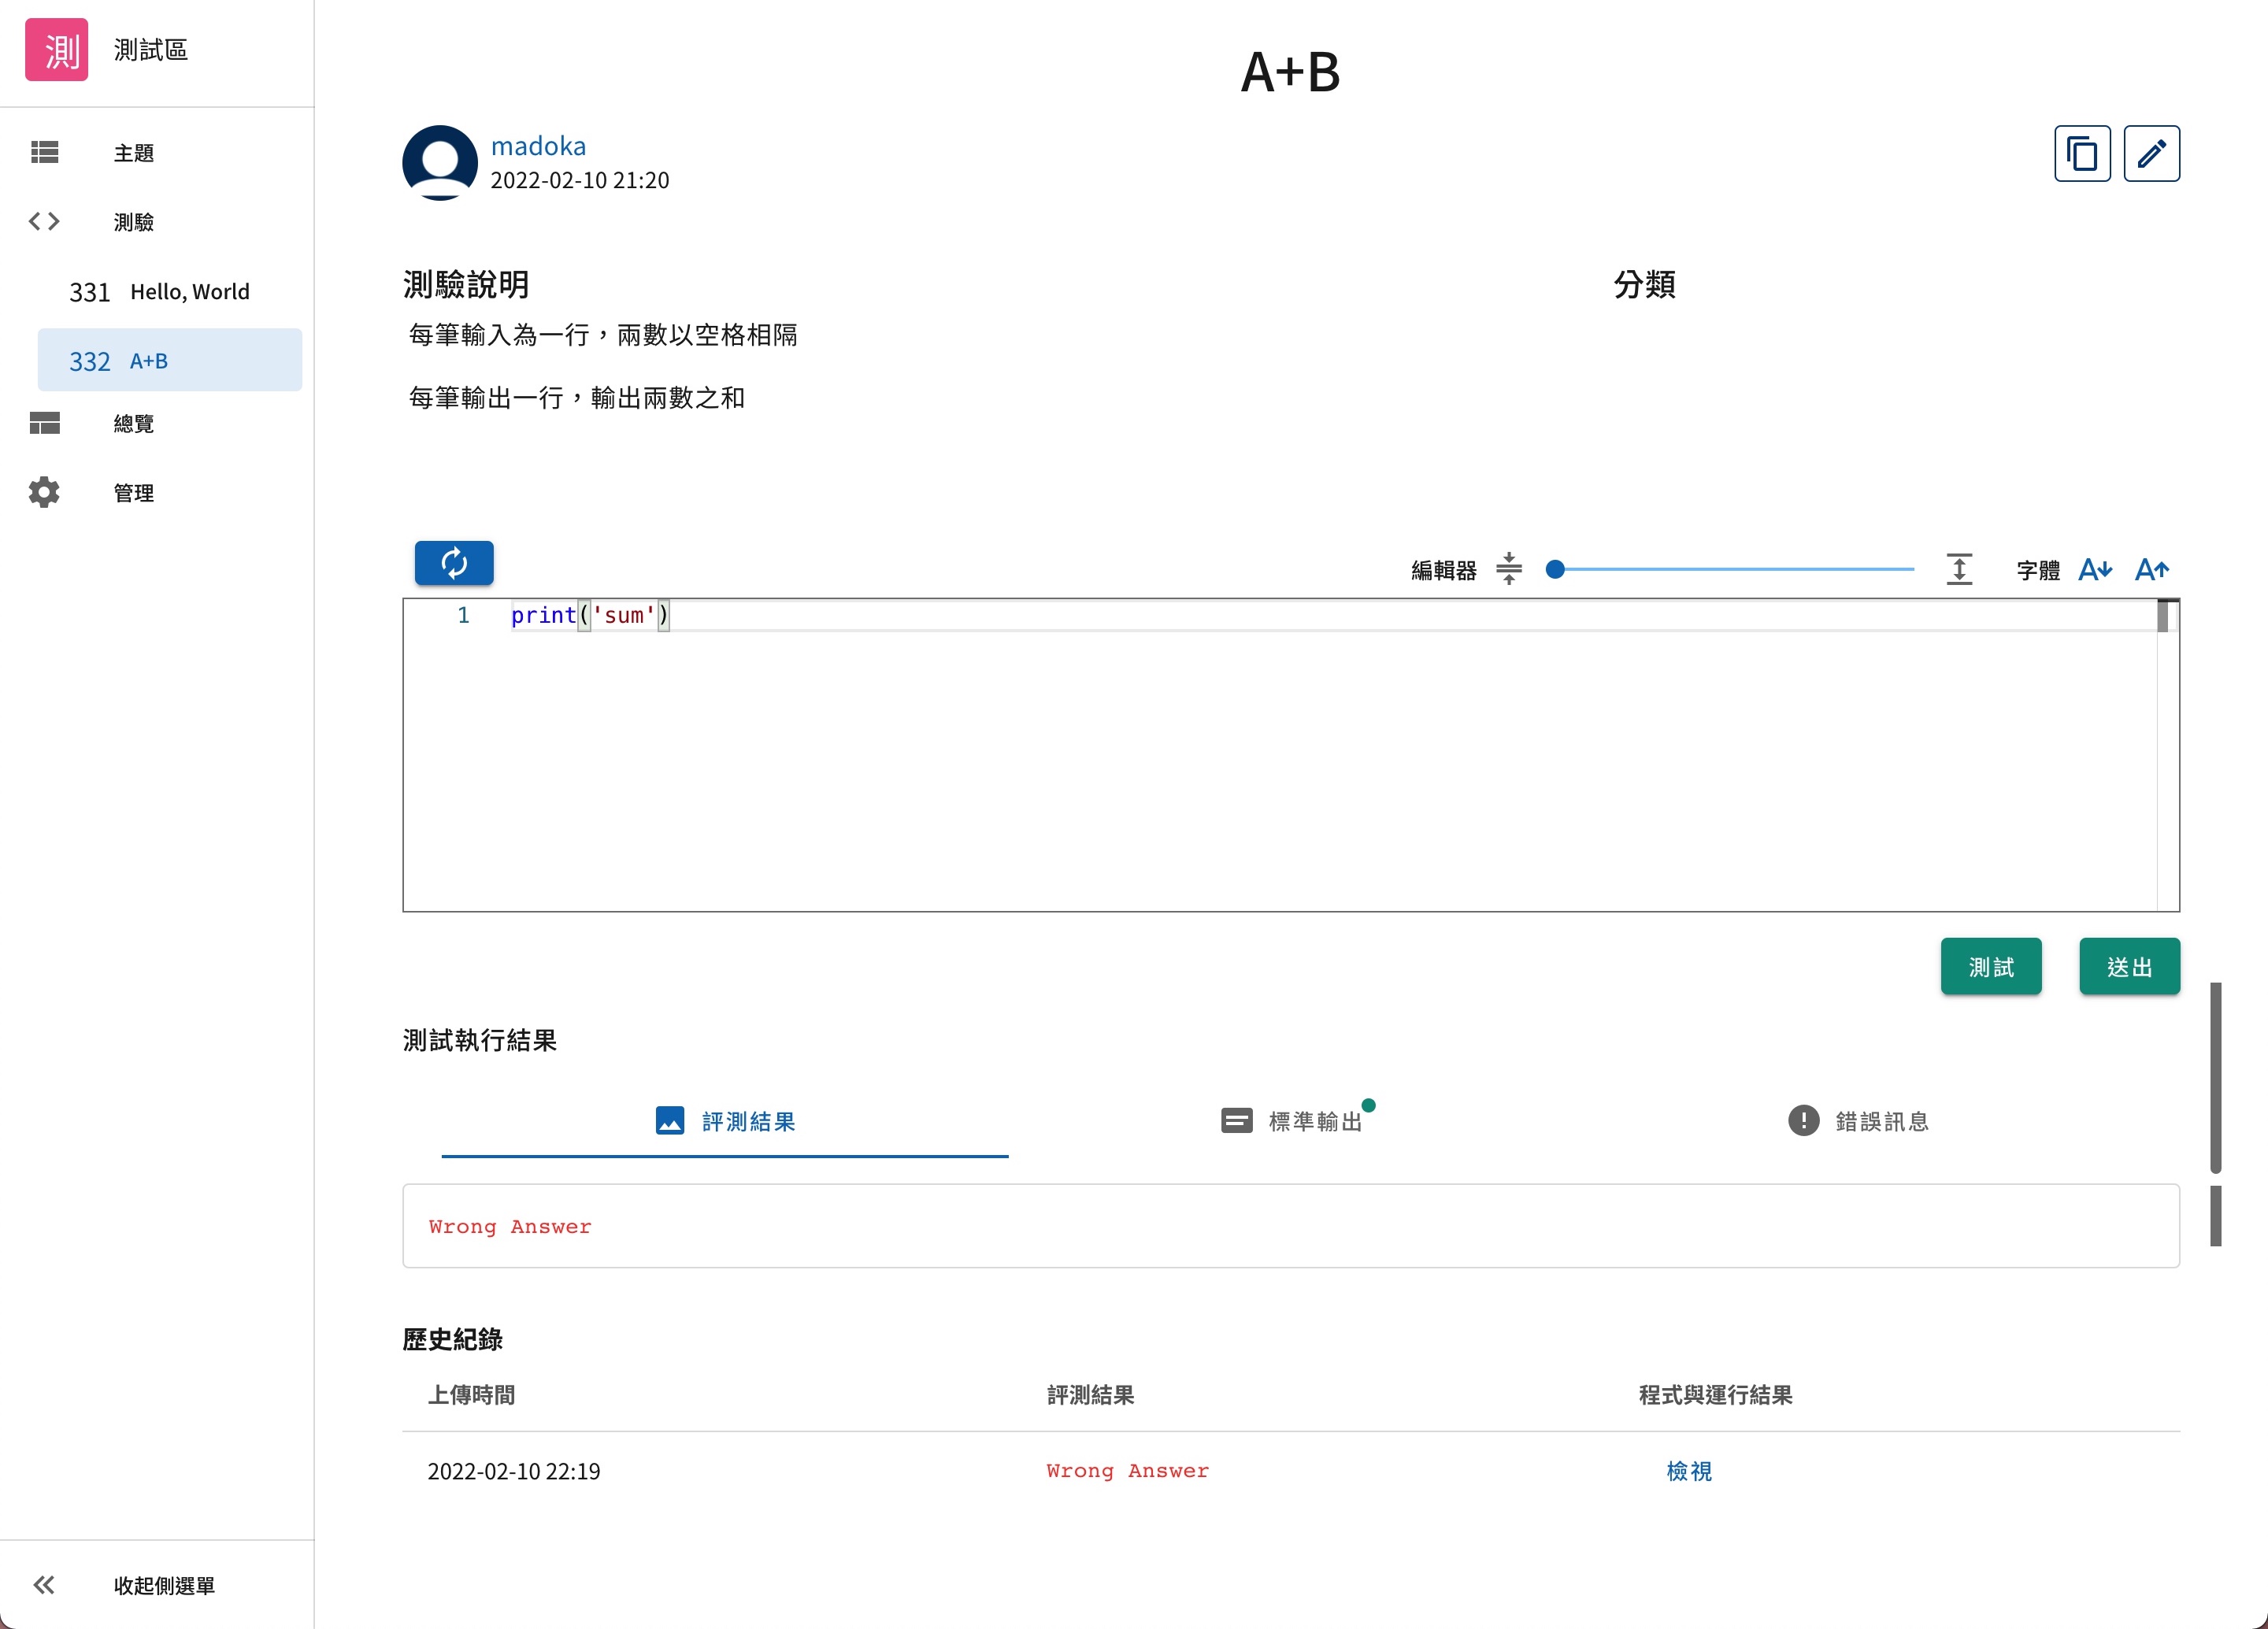 測 測試區
主題
測驗
331 Hello, World
332 A+B
總覽
管理
收起側選單
A+B
madoka
2022-02-10 21:20
測驗說明
每筆輸入為一行，兩數以空格相隔
每筆輸出一行，輸出兩數之和
分類
編輯器 字體 A A
1 print('sum')
測試 送出
測試執行結果
評測結果 標準輸出 錯誤訊息
Wrong Answer
歷史紀錄
上傳時間 評測結果 程式與運行結果
2022-02-10 22:19 Wrong Answer 檢視